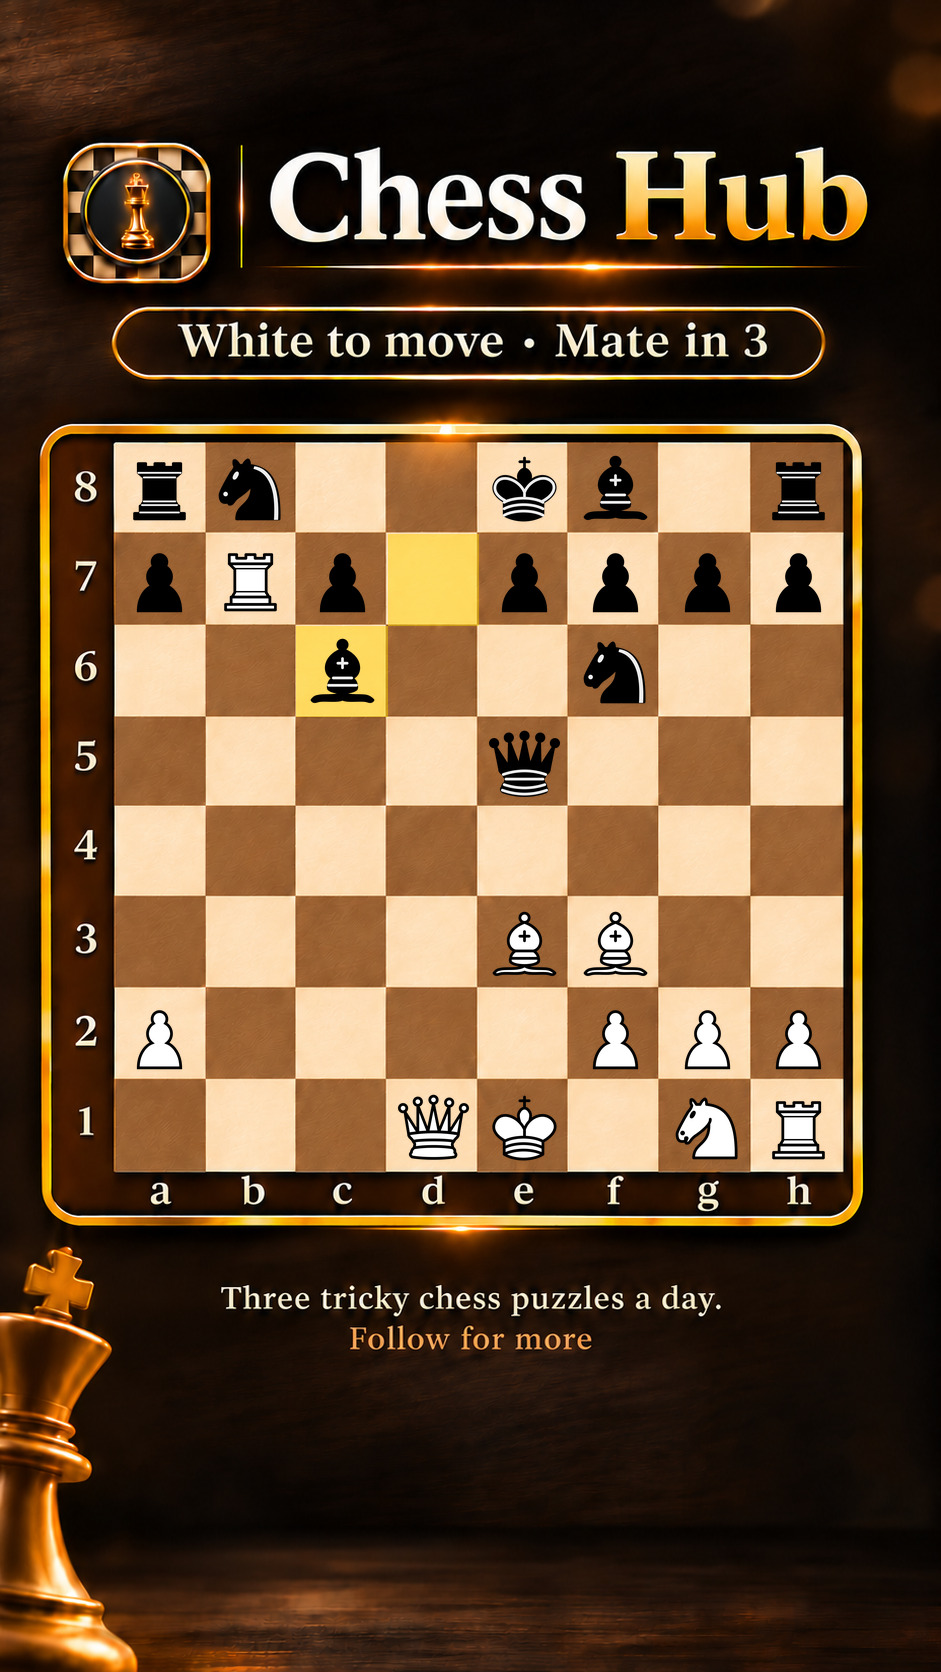 Chess Hub
White to move • Mate in 3
8
7
6
5
4
3
2
1
a b c d e f g h
Three tricky chess puzzles a day.
Follow for more